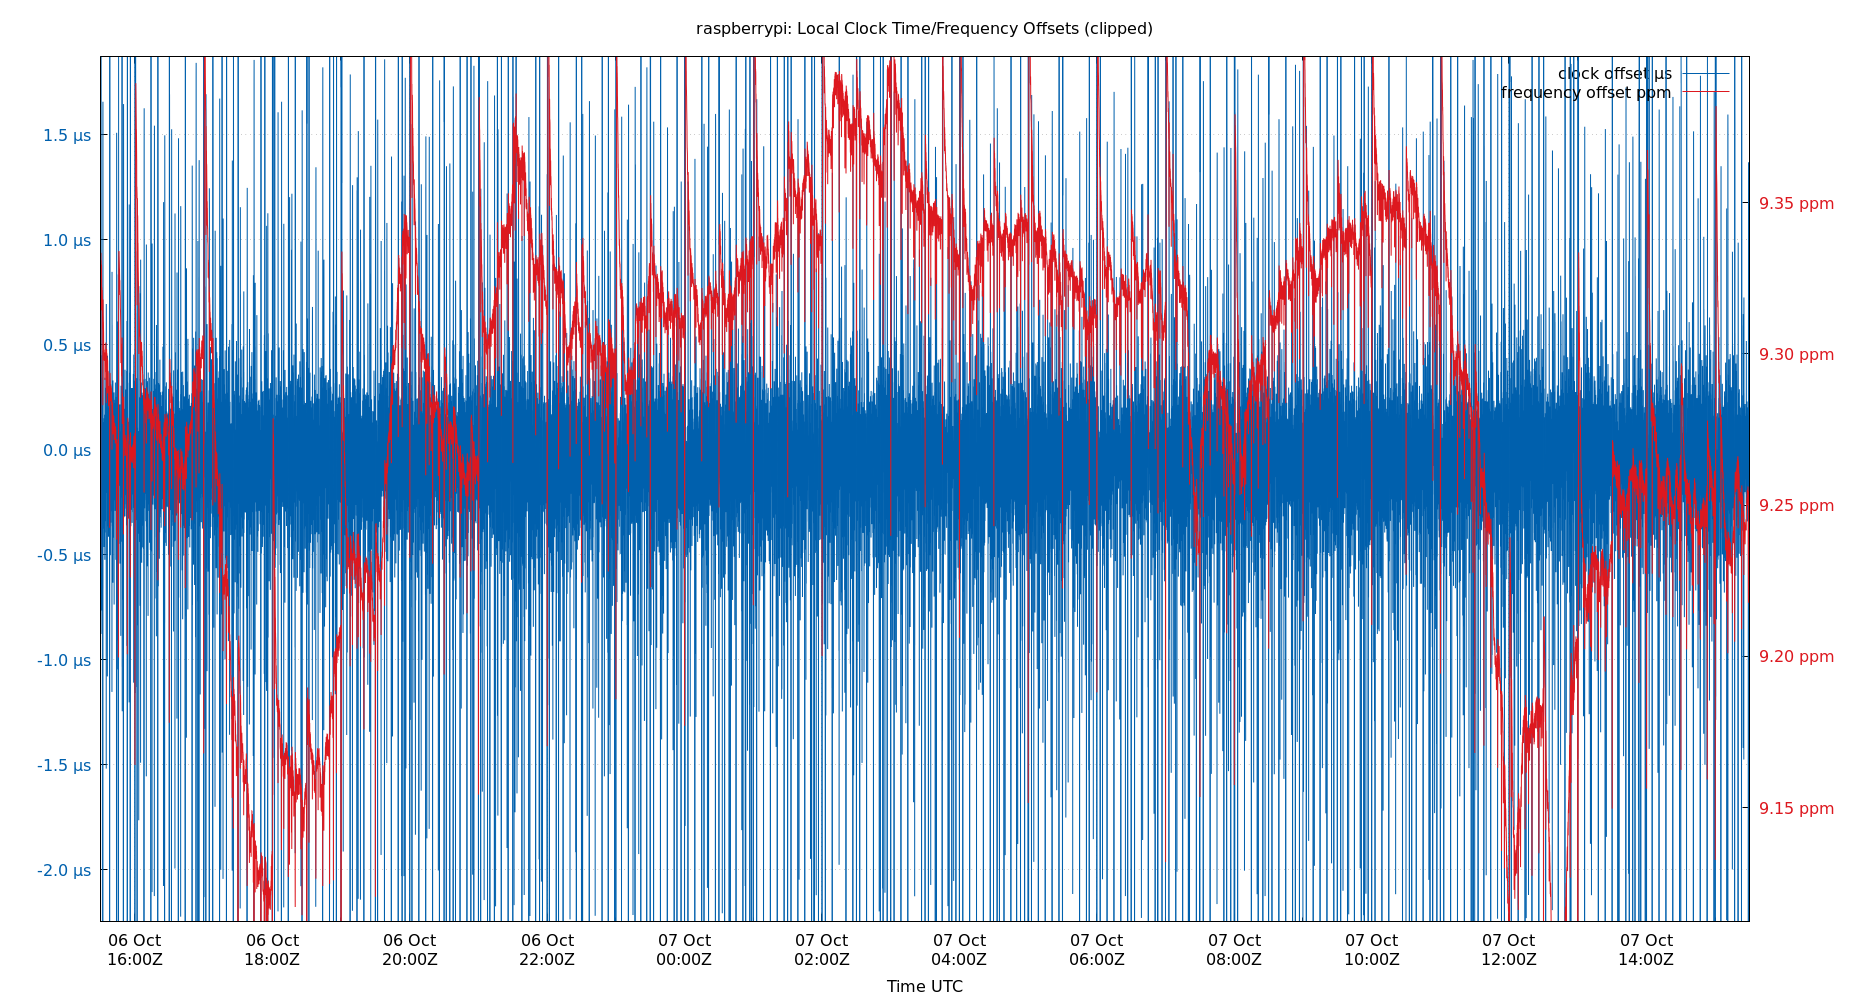 raspberrypi: Local Clock Time/Frequency Offsets (clipped)
clock offset µs
frequency offset ppm
1.5 µs
1.0 µs
0.5 µs
0.0 µs
-0.5 µs
-1.0 µs
-1.5 µs
-2.0 µs
9.35 ppm
9.30 ppm
9.25 ppm
9.20 ppm
9.15 ppm
06 Oct 06 Oct 06 Oct 06 Oct 07 Oct 07 Oct 07 Oct 07 Oct 07 Oct 07 Oct 07 Oct 07 Oct
16:00Z 18:00Z 20:00Z 22:00Z 00:00Z 02:00Z 04:00Z 06:00Z 08:00Z 10:00Z 12:00Z 14:00Z
Time UTC